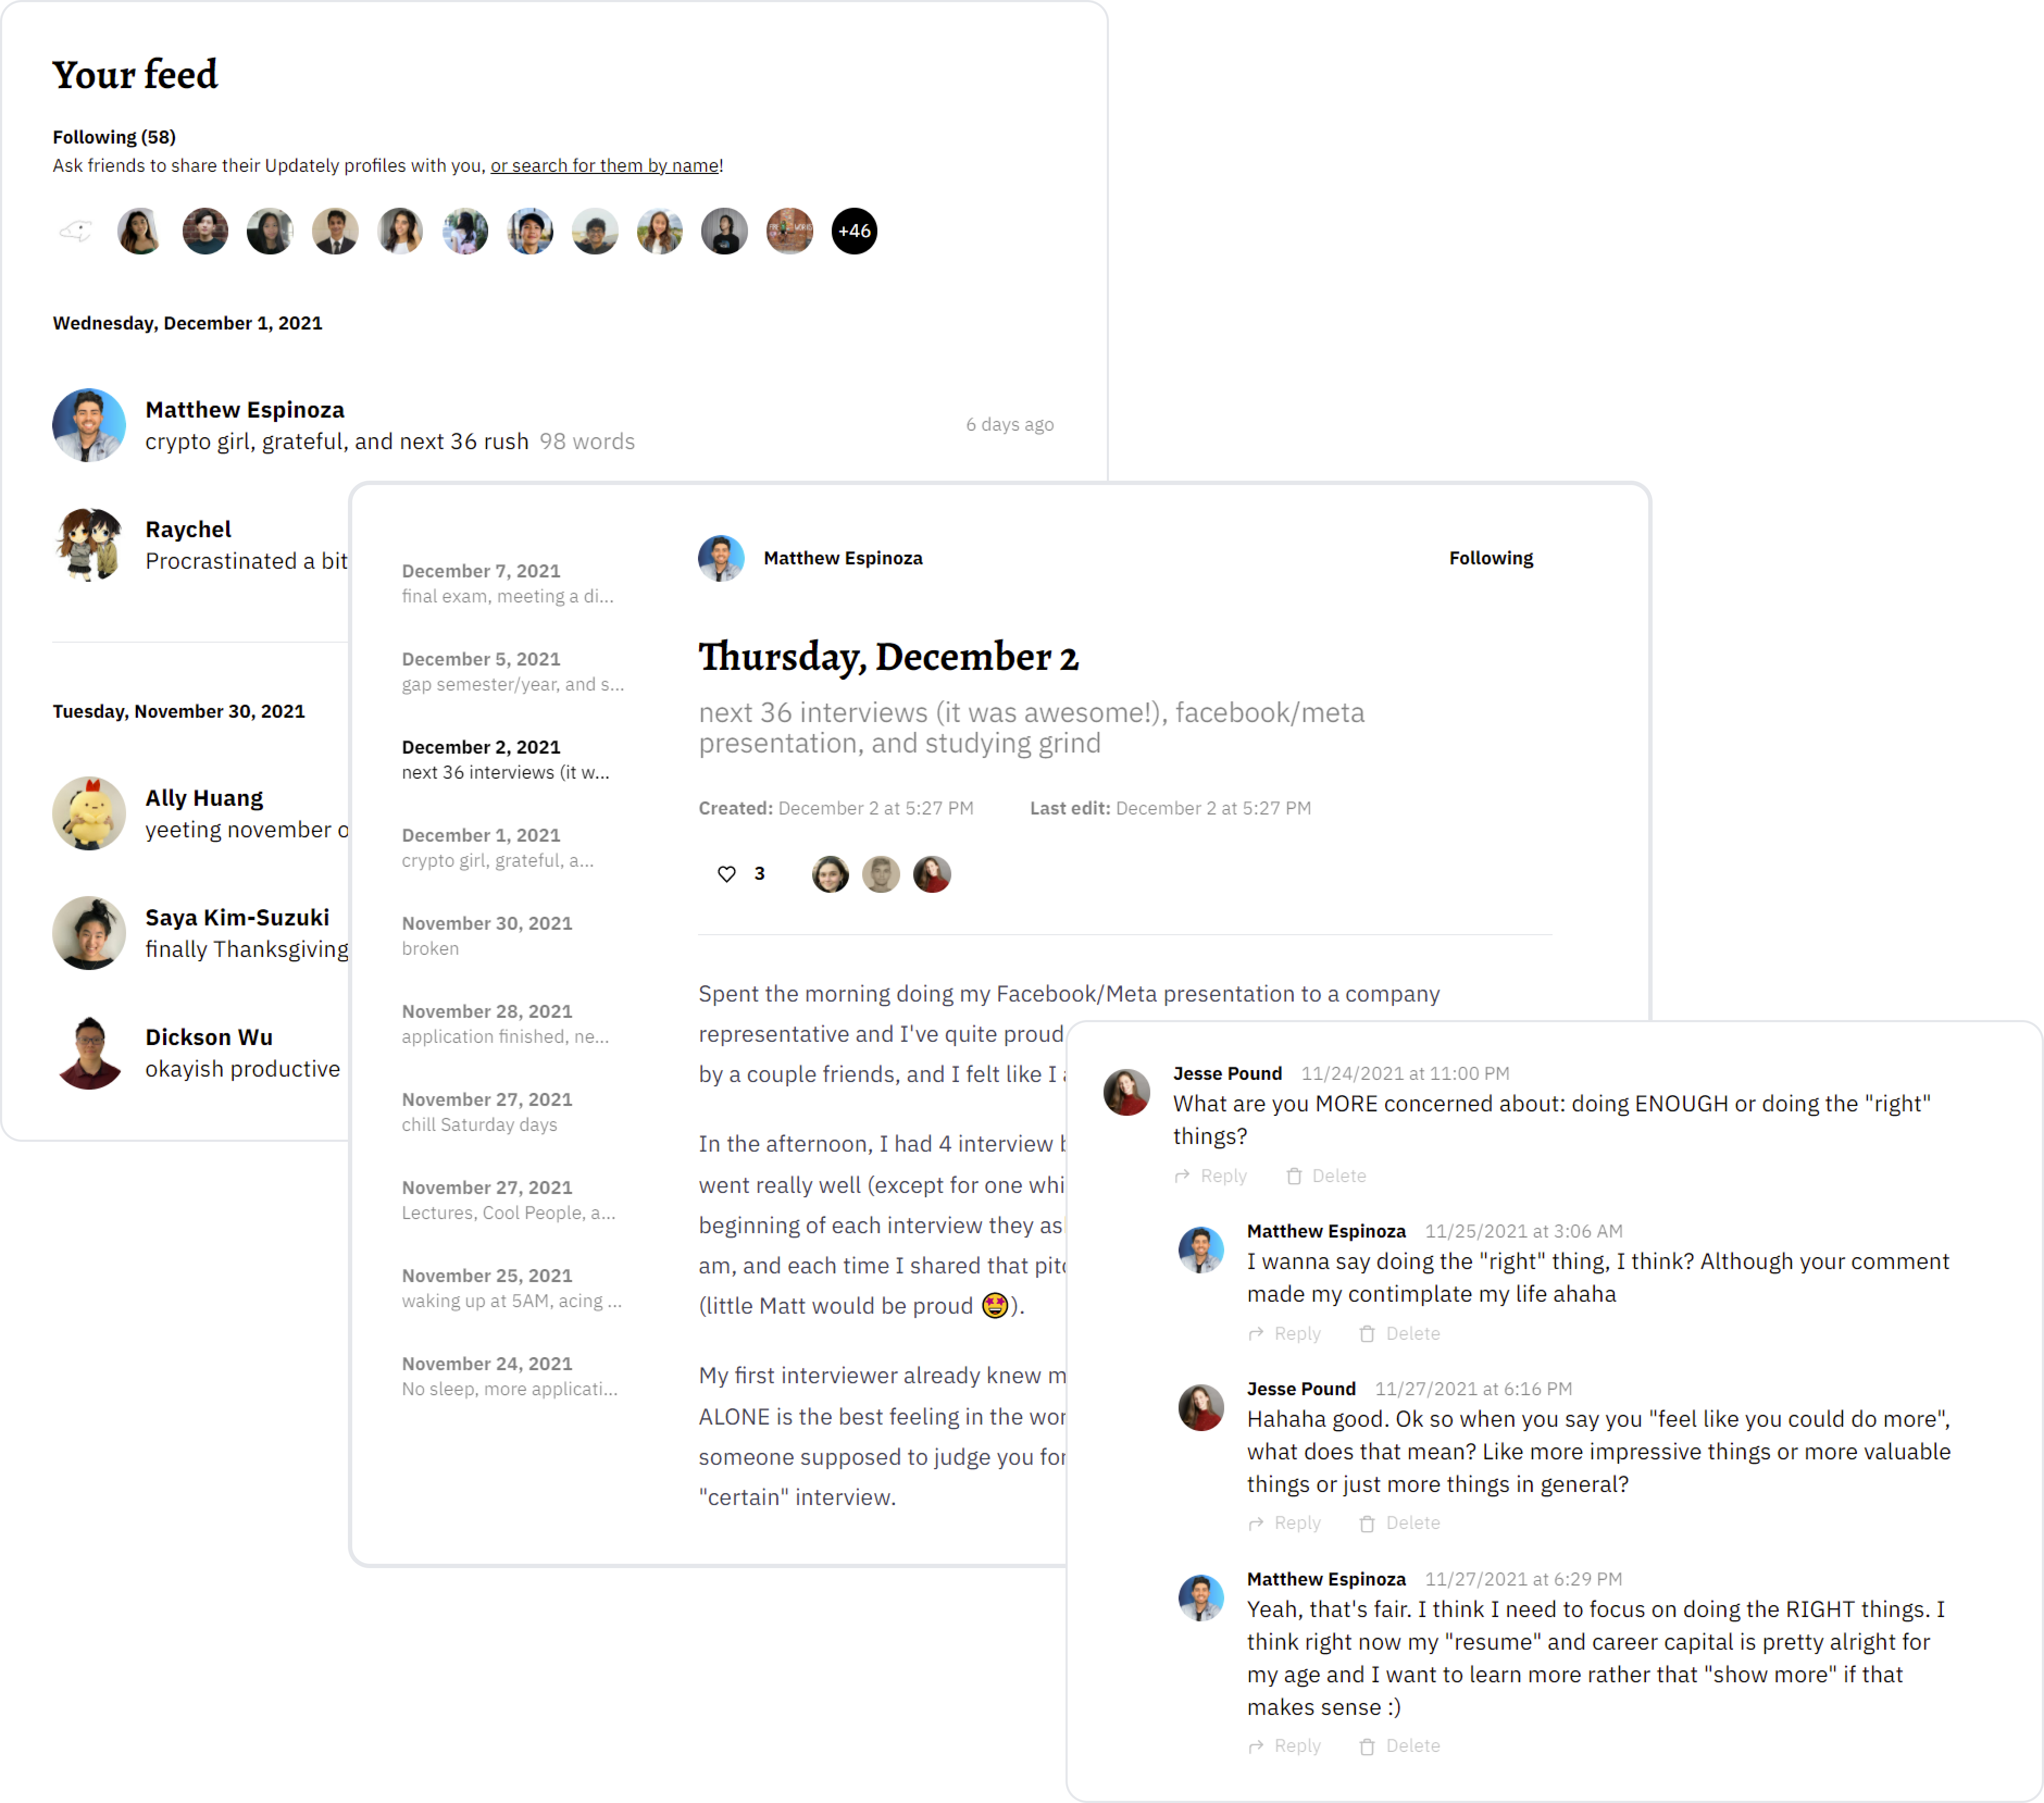 Your feed
Following (58)
Ask friends to share their Updately profiles with you, or search for them by name!
+46
Wednesday, December 1, 2021
Matthew Espinoza
crypto girl, grateful, and next 36 rush 98 words
6 days ago
Raychel
Procrastinated a bit
Tuesday, November 30, 2021
Ally Huang
yeeting november o
Saya Kim-Suzuki
finally Thanksgiving
Dickson Wu
okayish productive
December 7, 2021
final exam, meeting a di...
December 5, 2021
gap semester/year, and s...
December 2, 2021
next 36 interviews (it w...
December 1, 2021
crypto girl, grateful, a...
November 30, 2021
broken
November 28, 2021
application finished, ne...
November 27, 2021
chill Saturday days
November 27, 2021
Lectures, Cool People, a...
November 25, 2021
waking up at 5AM, acing ...
November 24, 2021
No sleep, more applicati...
Matthew Espinoza
Following
Thursday, December 2
next 36 interviews (it was awesome!), facebook/meta
presentation, and studying grind
Created: December 2 at 5:27 PM
Last edit: December 2 at 5:27 PM
3
Spent the morning doing my Facebook/Meta presentation to a company
representative and I've quite proud
by a couple friends, and I felt like I
In the afternoon, I had 4 interview
went really well (except for one whi
beginning of each interview they as
am, and each time I shared that pit
(little Matt would be proud 🤩).
My first interviewer already knew m
ALONE is the best feeling in the wor
someone supposed to judge you for
"certain" interview.
Jesse Pound 11/24/2021 at 11:00 PM
What are you MORE concerned about: doing ENOUGH or doing the "right"
things?
Reply Delete
Matthew Espinoza 11/25/2021 at 3:06 AM
I wanna say doing the "right" thing, I think? Although your comment
made my contimplate my life ahaha
Reply Delete
Jesse Pound 11/27/2021 at 6:16 PM
Hahaha good. Ok so when you say you "feel like you could do more",
what does that mean? Like more impressive things or more valuable
things or just more things in general?
Reply Delete
Matthew Espinoza 11/27/2021 at 6:29 PM
Yeah, that's fair. I think I need to focus on doing the RIGHT things. I
think right now my "resume" and career capital is pretty alright for
my age and I want to learn more rather that "show more" if that
makes sense :)
Reply Delete